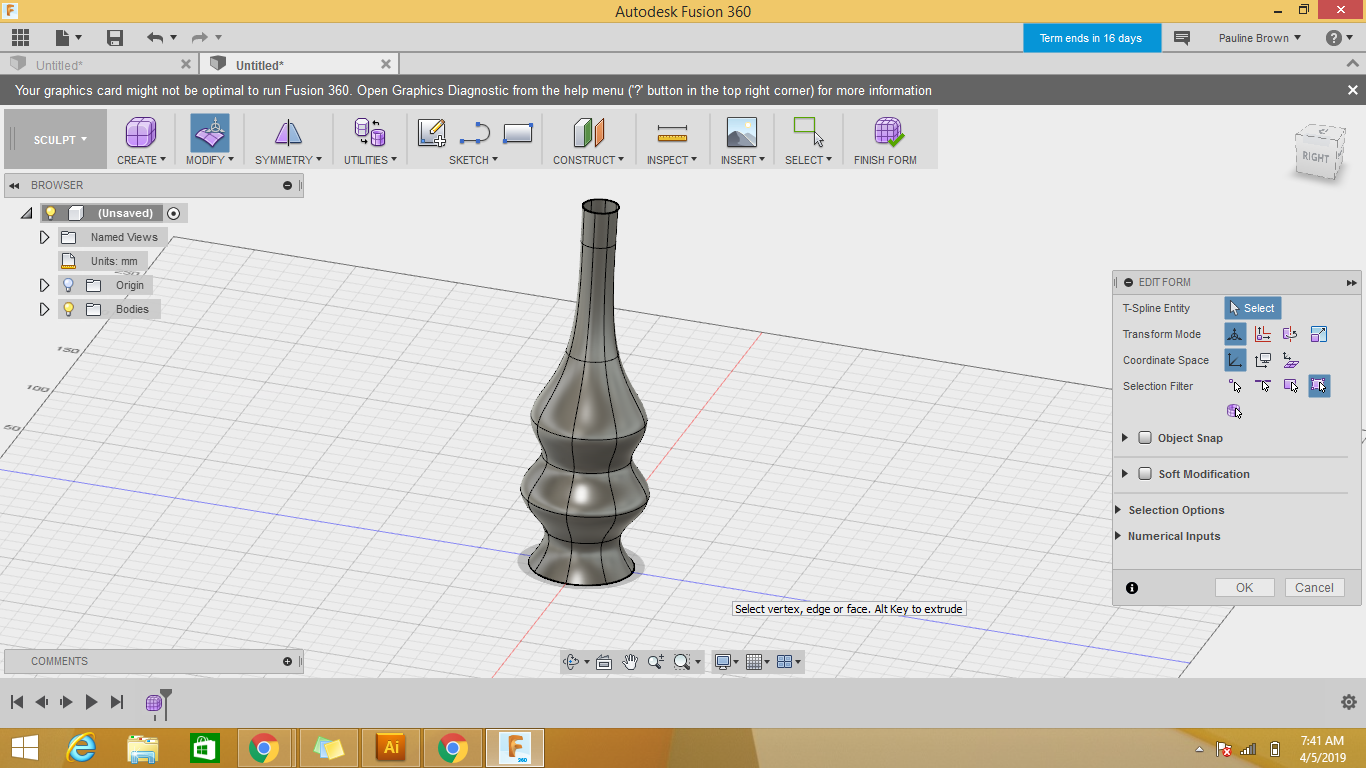 Autodesk Fusion 360
Term ends in 16 days
Pauline Brown
Untitled*
Untitled*
Your graphics card might not be optimal to run Fusion 360. Open Graphics Diagnostic from the help menu ('?' button in the top right corner) for more information
SCULPT
CREATE
MODIFY
SYMMETRY
UTILITIES
SKETCH
CONSTRUCT
INSPECT
INSERT
SELECT
FINISH FORM
RIGHT
BROWSER
(Unsaved)
Named Views
Units: mm
Origin
Bodies
150
100
50
EDIT FORM
T-Spline Entity
Select
Transform Mode
Coordinate Space
Selection Filter
Object Snap
Soft Modification
Selection Options
Numerical Inputs
OK
Cancel
Select vertex, edge or face. Alt Key to extrude
COMMENTS
Ai
F
360
7:41 AM
4/5/2019